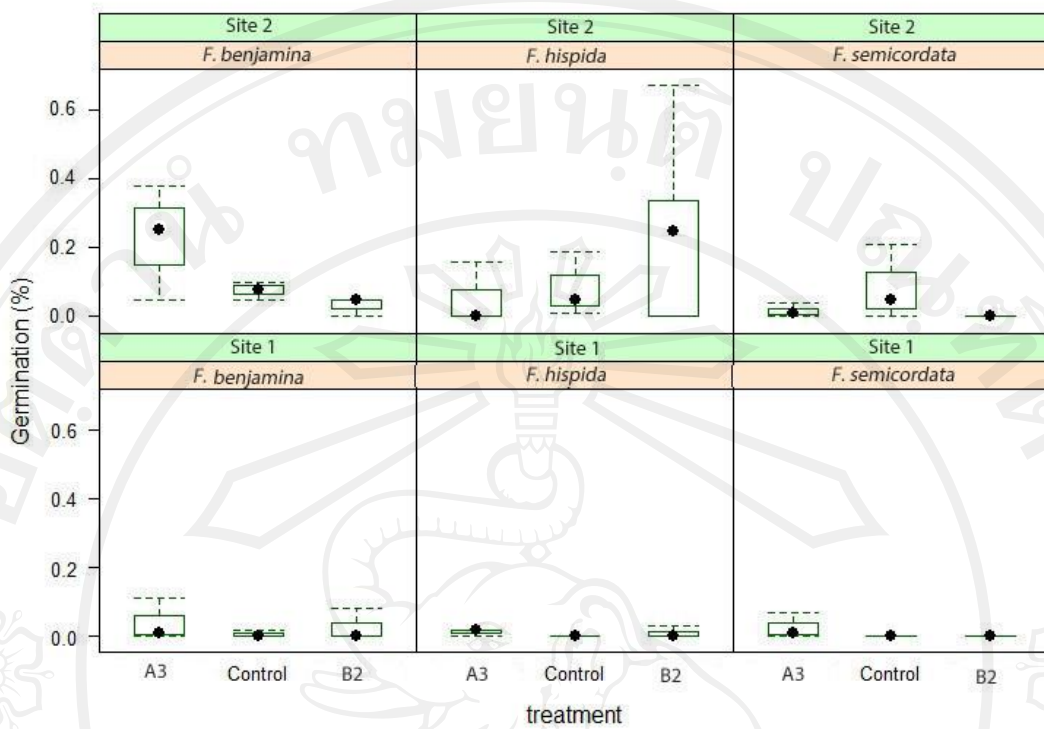 Site 2 Site 2 Site 2
F. benjamina F. hispida F. semicordata
0.6
0.4
0.2
0.0
Site 1 Site 1 Site 1
F. benjamina F. hispida F. semicordata
0.6
0.4
0.2
0.0
Germination (%)
A3 Control B2 A3 Control B2 A3 Control B2
treatment